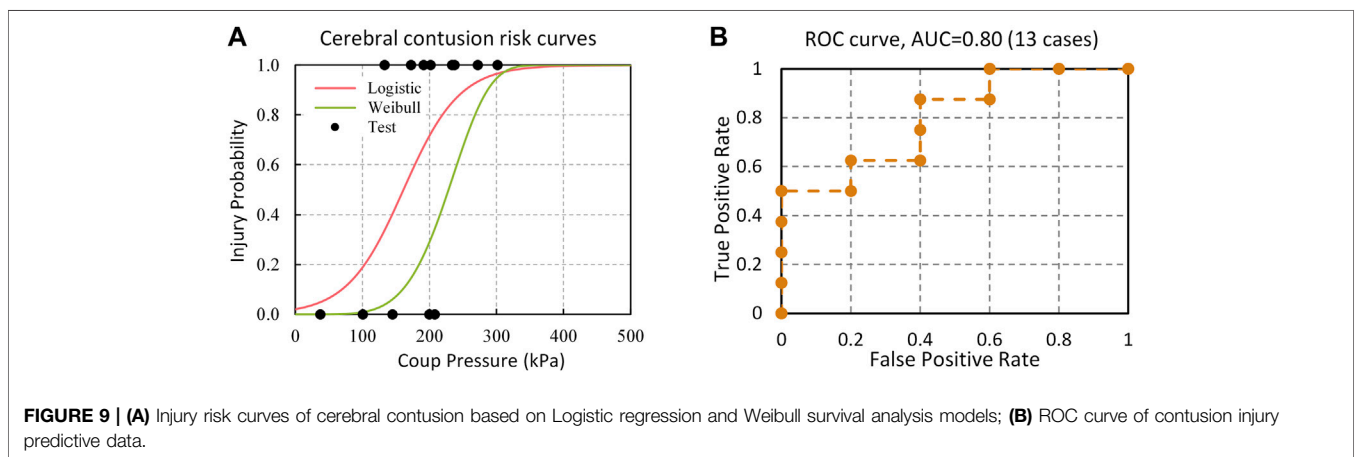 A
Cerebral contusion risk curves
1.0
0.8
0.6
0.4
0.2
0.0
Injury Probability
Logistic
Weibull
Test
0 100 200 300 400 500
Coup Pressure (kPa)
B
ROC curve, AUC=0.80 (13 cases)
1
0.8
0.6
0.4
0.2
0
True Positive Rate
0 0.2 0.4 0.6 0.8 1
False Positive Rate
FIGURE 9 | (A) Injury risk curves of cerebral contusion based on Logistic regression and Weibull survival analysis models; (B) ROC curve of contusion injury
predictive data.